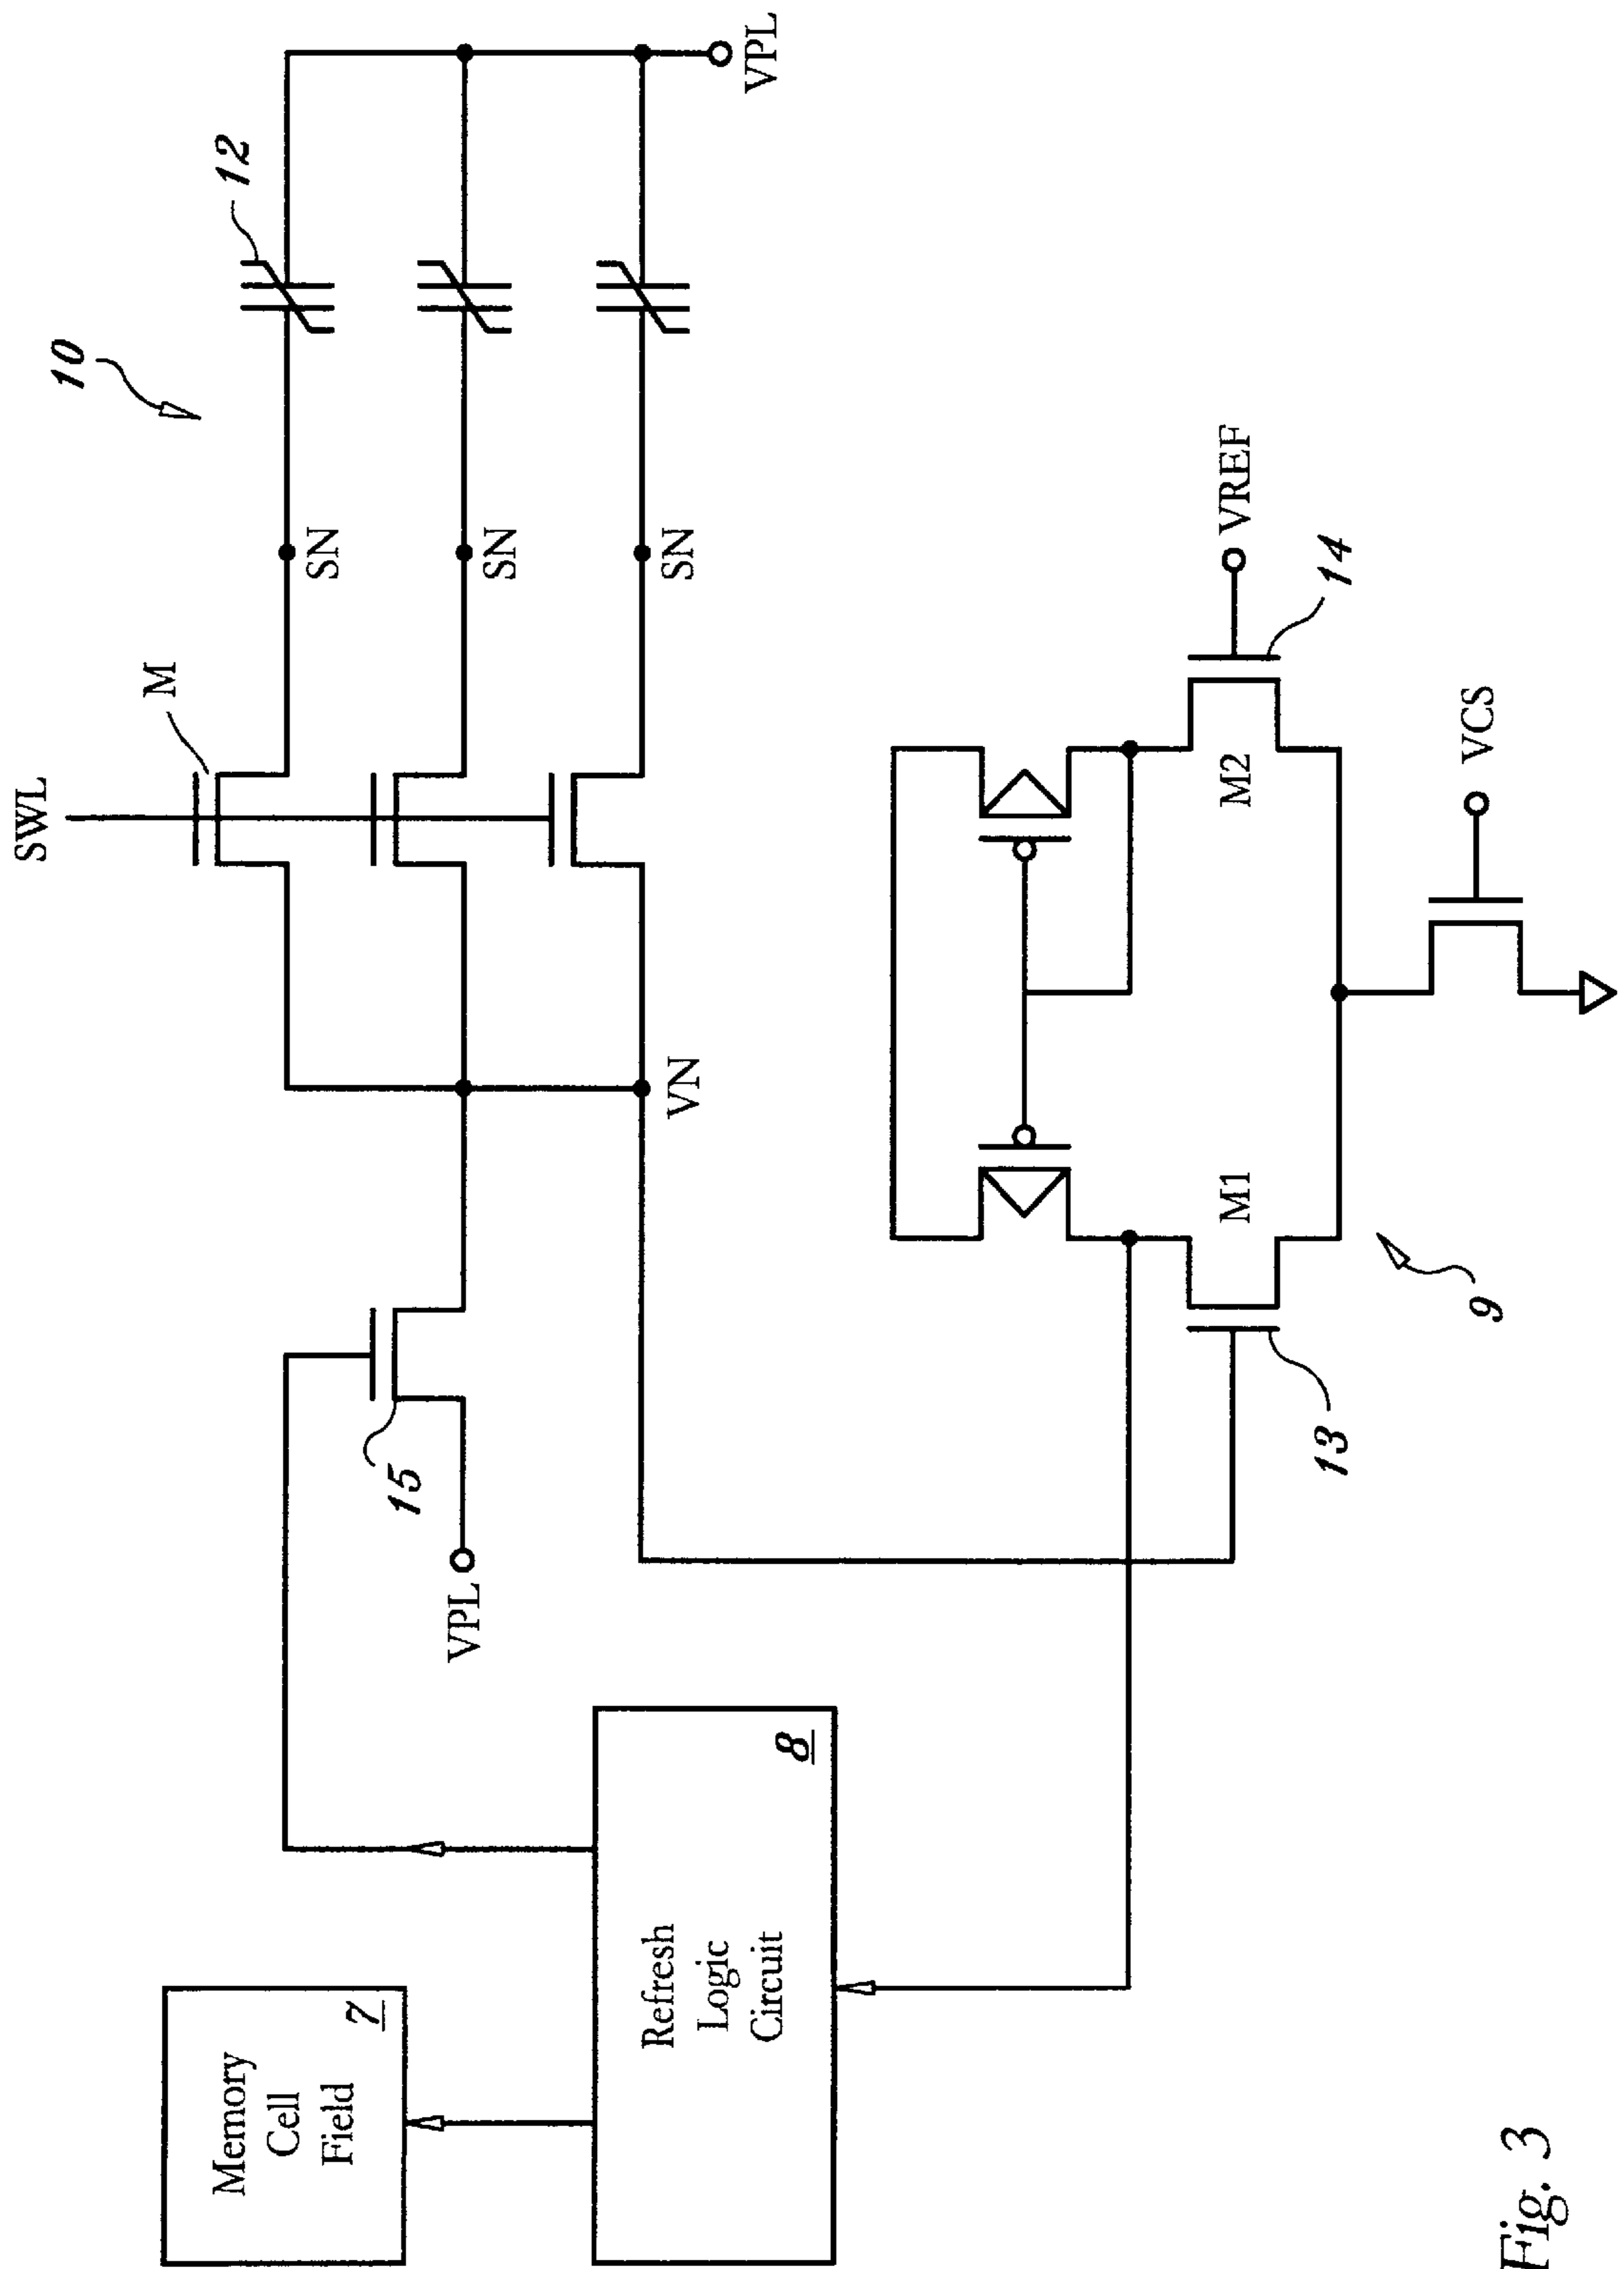 10
12
SWL
M
SN
SN
SN
VPL
15
VPL
VN
Memory
Cell
Field
7
Refresh
Logic
Circuit
8
M1
M2
VREF
14
VCS
13
9
Fig. 3